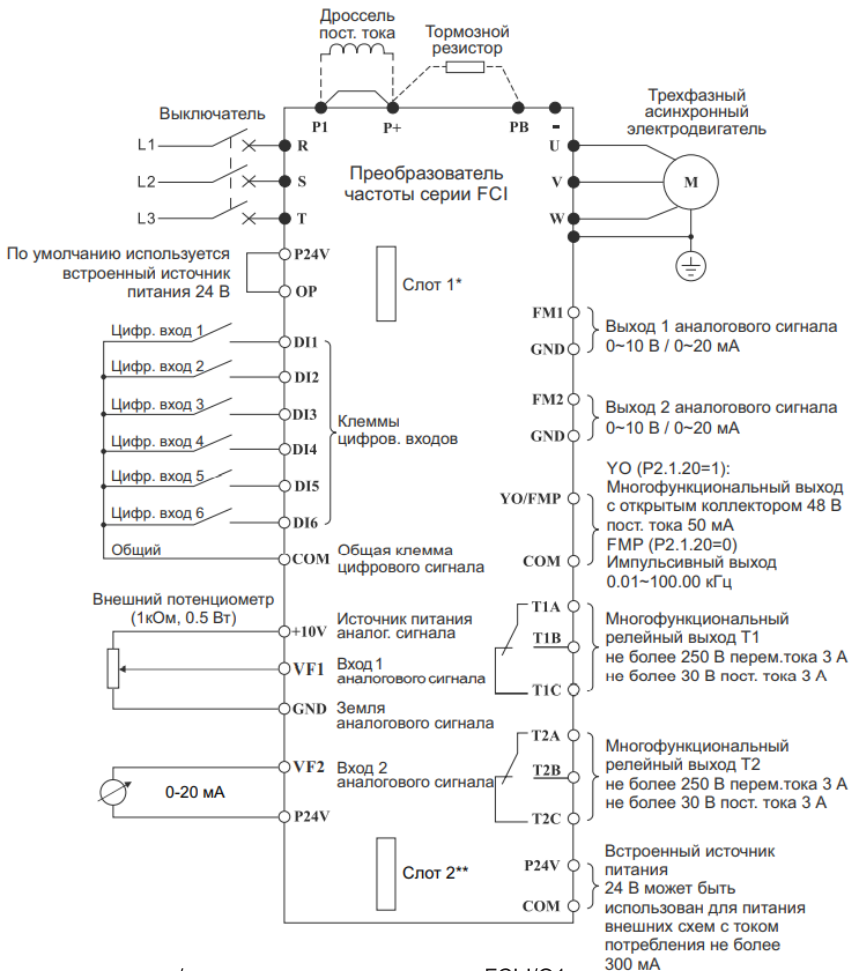 Дроссель
пост. тока
Тормозной
резистор
Выключатель
P1
P+
PB
-
Трехфазный
асинхронный
электродвигатель
L1
R
U
L2
S
Преобразователь
частоты серии FCI
V
M
L3
T
W
По умолчанию используется
встроенный источник
питания 24 В
P24V
OP
Слот 1*
FM1
GND
Выход 1 аналогового сигнала
0~10 В / 0~20 мА
Цифр. вход 1
DI1
Цифр. вход 2
DI2
Цифр. вход 3
DI3
Цифр. вход 4
DI4
Цифр. вход 5
DI5
Цифр. вход 6
DI6
Клеммы
цифров. входов
FM2
GND
Выход 2 аналогового сигнала
0~10 В / 0~20 мА
Общий
COM
Общая клемма
цифрового сигнала
YO/FMP
COM
YO (P2.1.20=1):
Многофункциональный выход
с открытым коллектором 48 В
пост. тока 50 мА
FMP (P2.1.20=0)
Импульсивный выход
0.01~100.00 кГц
Внешний потенциометр
(1кОм, 0.5 Вт)
+10V
Источник питания
аналог. сигнала
VF1
Вход 1
аналогового сигнала
GND
Земля
аналогового сигнала
T1A
T1B
T1C
Многофункциональный
релейный выход T1
не более 250 В перем.тока 3 А
не более 30 В пост. тока 3 А
0-20 мА
VF2
Вход 2
аналогового сигнала
P24V
T2A
T2B
T2C
Многофункциональный
релейный выход T2
не более 250 В перем.тока 3 А
не более 30 В пост. тока 3 А
Слот 2**
P24V
COM
Встроенный источник
питания
24 В может быть
использован для питания
внешних схем с током
потребления не более
300 мА